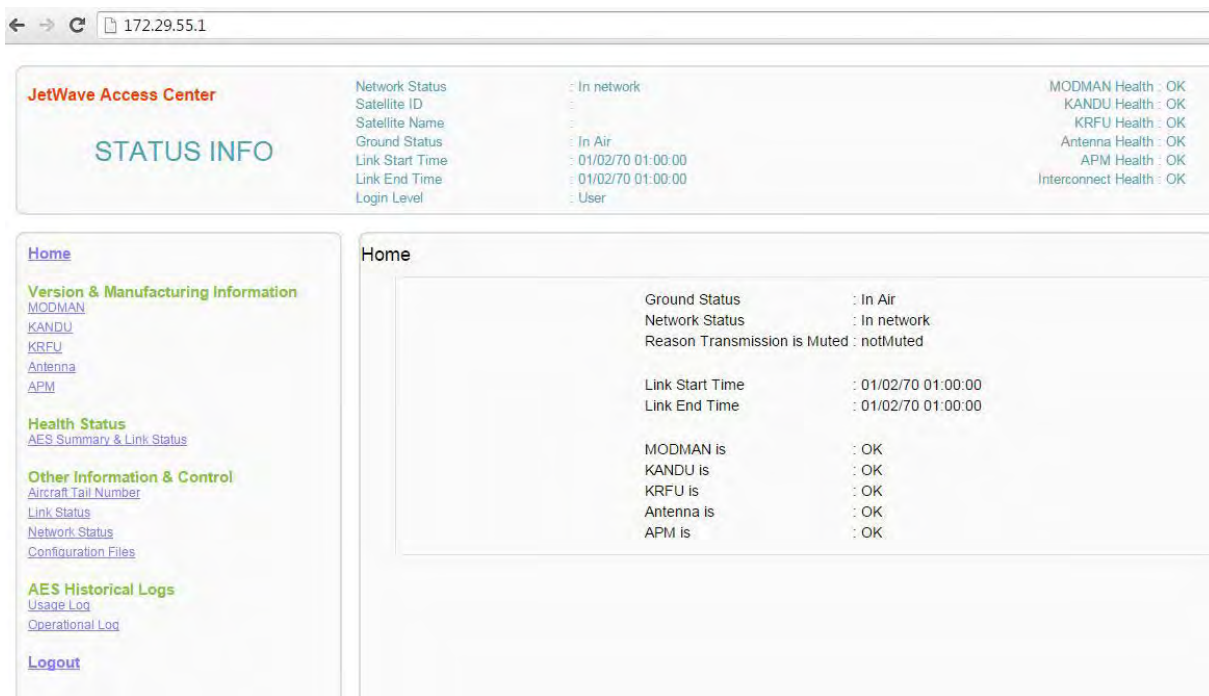 172.29.55.1
JetWave Access Center
STATUS INFO
Network Status : In network
Satellite ID :
Satellite Name :
Ground Status : In Air
Link Start Time : 01/02/70 01:00:00
Link End Time : 01/02/70 01:00:00
Login Level : User
MODMAN Health : OK
KANDU Health : OK
KRFU Health : OK
Antenna Health : OK
APM Health : OK
Interconnect Health : OK
Home
Version & Manufacturing Information
MODMAN
KANDU
KRFU
Antenna
APM
Health Status
AES Summary & Link Status
Other Information & Control
Aircraft Tail Number
Link Status
Network Status
Configuration Files
AES Historical Logs
Usage Log
Operational Log
Logout
Home
Ground Status : In Air
Network Status : In network
Reason Transmission is Muted : notMuted
Link Start Time : 01/02/70 01:00:00
Link End Time : 01/02/70 01:00:00
MODMAN is : OK
KANDU is : OK
KRFU is : OK
Antenna is : OK
APM is : OK